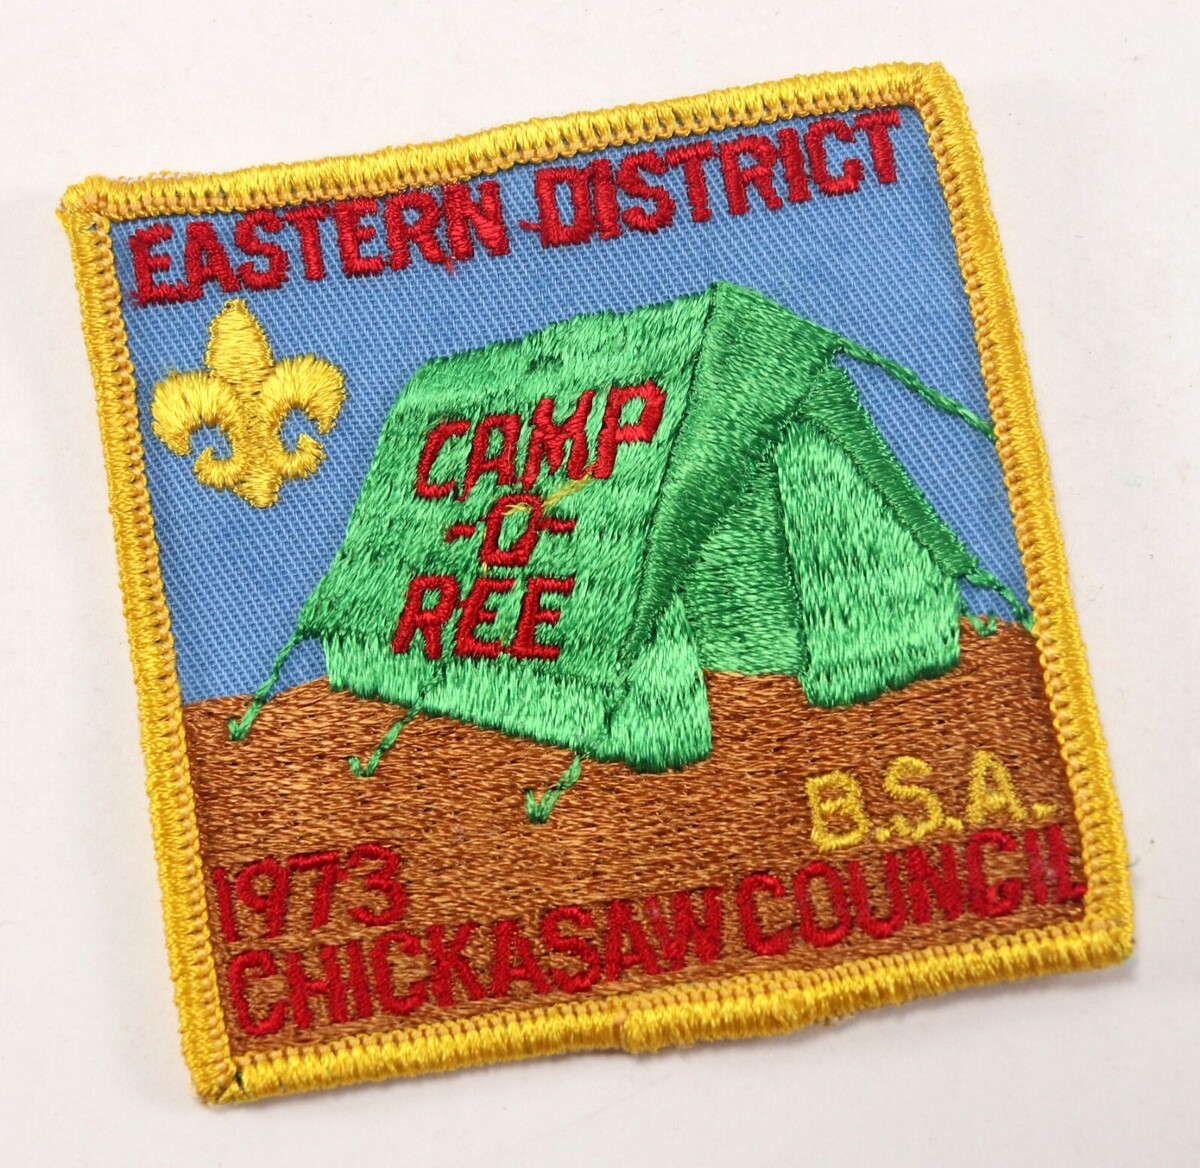 EASTERN DISTRICT
CAMP
-O-
REE
B.S.A.
1973
CHICKASAW COUNCIL